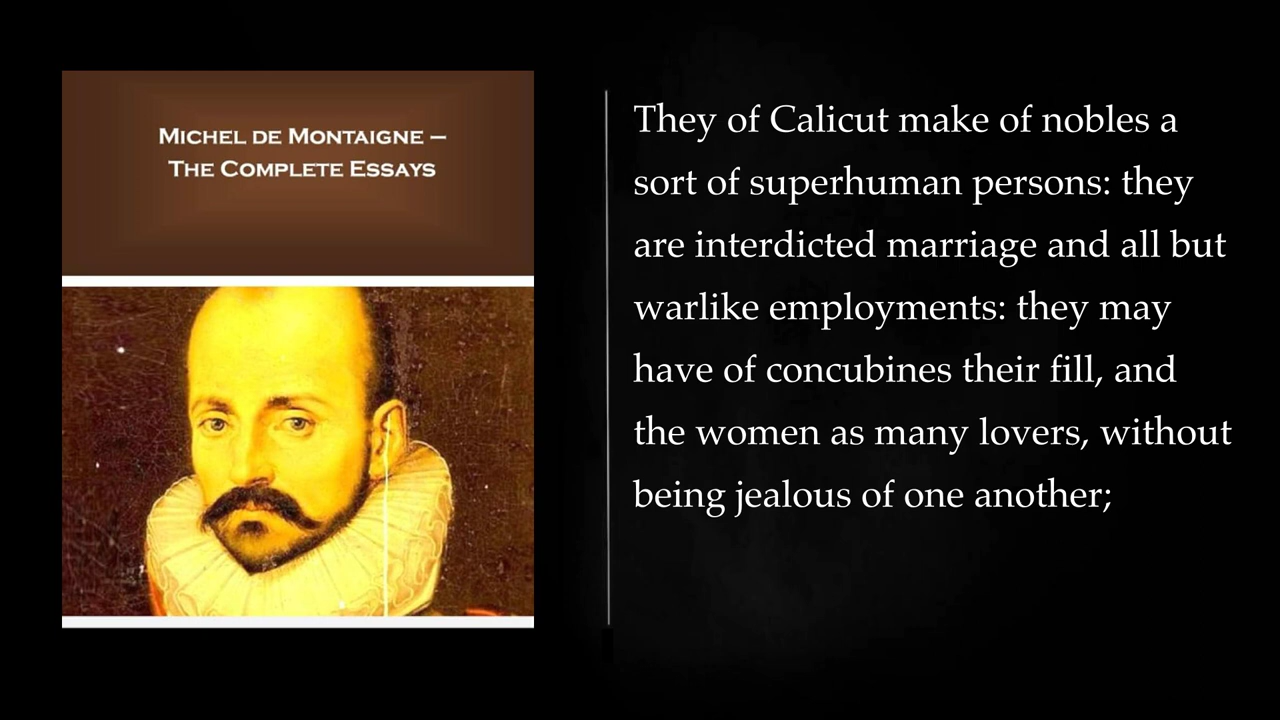 MICHEL DE MONTAIGNE –
THE COMPLETE ESSAYS
They of Calicut make of nobles a
sort of superhuman persons: they
are interdicted marriage and all but
warlike employments: they may
have of concubines their fill, and
the women as many lovers, without
being jealous of one another;